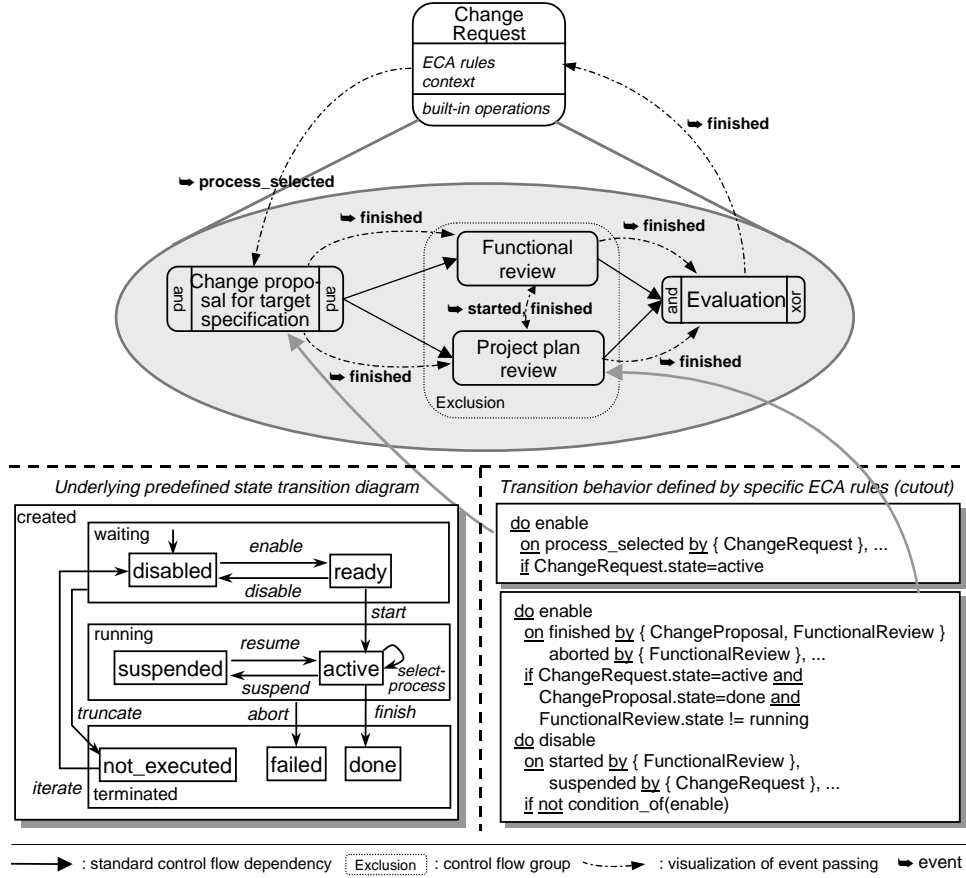 Change
Request
ECA rules
context
built-in operations
➥ finished
➥ process_selected
➥ finished
➥ finished
Functional
review
and
Change propo-
sal for target
specification
and
and
Evaluation
xor
➥ started, finished
Project plan
review
➥ finished
➥ finished
Exclusion
Underlying predefined state transition diagram
created
waiting
disabled
enable
ready
disable
start
running
suspended
resume
active
suspend
select-
process
truncate
abort
finish
not_executed
failed
done
iterate
terminated
Transition behavior defined by specific ECA rules (cutout)
do enable
on process_selected by { ChangeRequest }, ...
if ChangeRequest.state=active
do enable
on finished by { ChangeProposal, FunctionalReview }
aborted by { FunctionalReview }, ...
if ChangeRequest.state=active and
ChangeProposal.state=done and
FunctionalReview.state != running
do disable
on started by { FunctionalReview },
suspended by { ChangeRequest }, ...
if not condition_of(enable)
: standard control flow dependency Exclusion : control flow group : visualization of event passing ➥ event